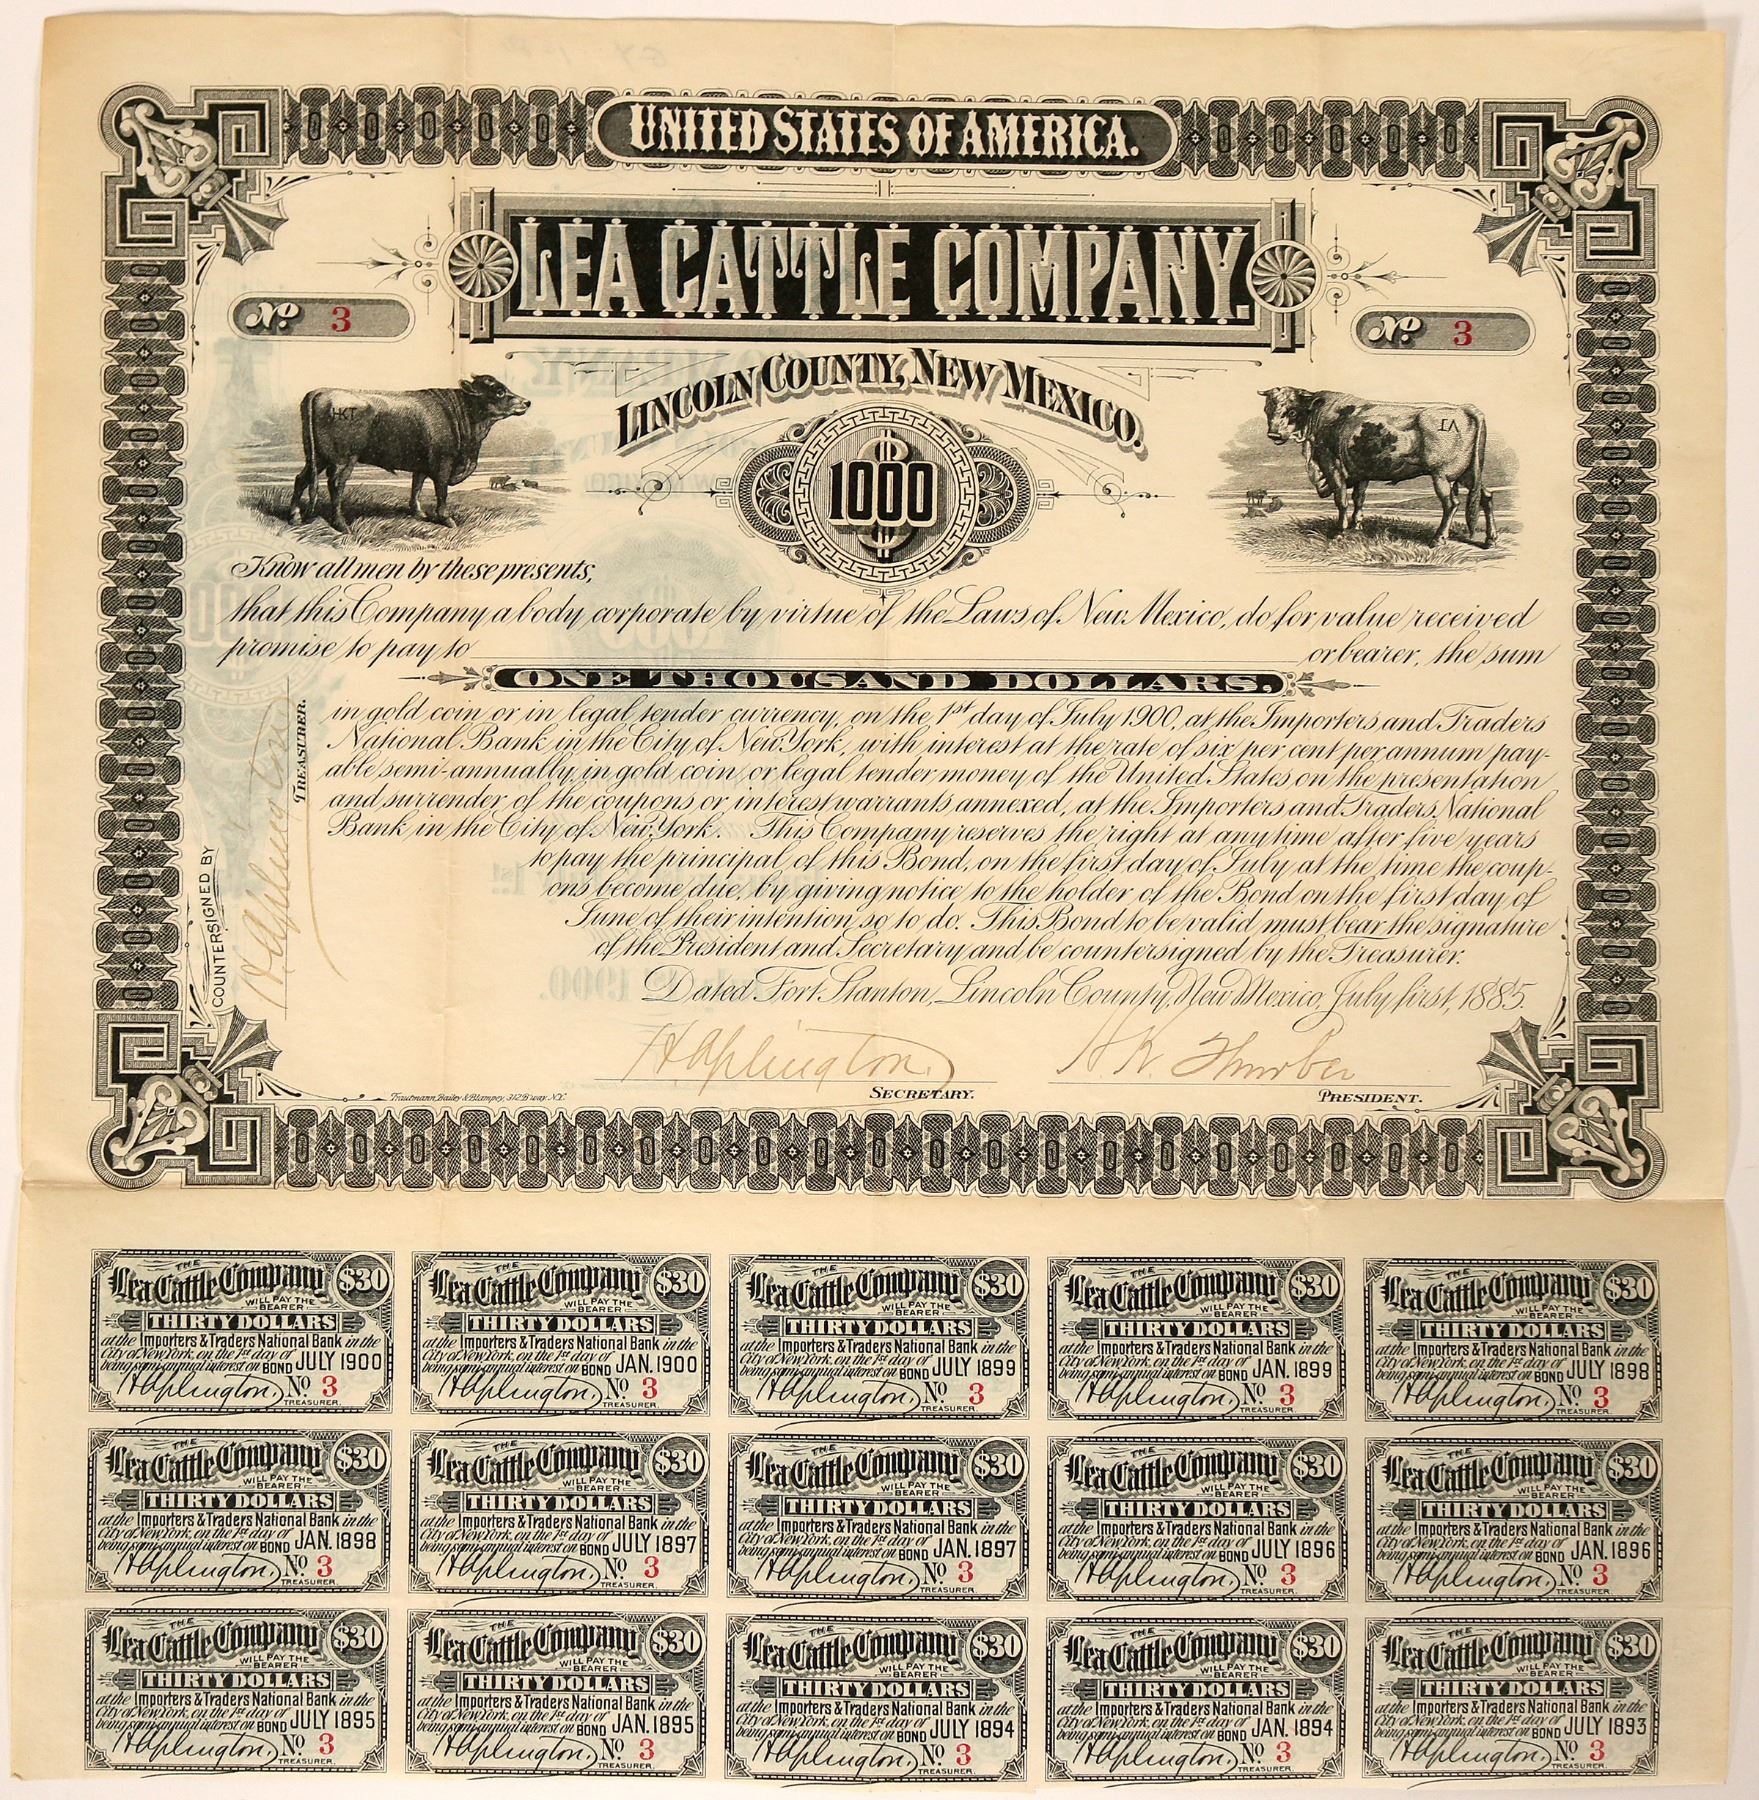 UNITED STATES OF AMERICA.
LEA CATTLE COMPANY.
No. 3
No. 3
LINCOLN COUNTY, NEW MEXICO.
HKT
LV
$1000
Know all men by these presents,
that this Company a body corporate by virtue of the Laws of New Mexico, do for value received
promise to pay to or bearer, the sum
ONE THOUSAND DOLLARS.
in gold coin or in legal tender currency, on the 1st day of July 1900, at the Importers and Traders
National Bank in the City of New York, with interest at the rate of six per cent per annum pay-
able semi-annually, in gold coin or legal tender money of the United States, on the presentation
and surrender of the coupons or interest warrants annexed, at the Importers and Traders National
Bank in the City of New York. This Company reserves the right at any time after five years
to pay the principal of this Bond, on the first day of July at the time the coup-
ons become due, by giving notice to the holder of the Bond on the first day of
June of their intention so to do. This Bond to be valid must bear the signature
of the President and Secretary and be countersigned by the Treasurer.
Dated Fort Stanton, Lincoln County, New Mexico, July first, 1885.
COUNTERSIGNED BY
TREASURER.
SECRETARY.
H. K. Thurber
PRESIDENT.
Trautmann, Bailey & Blampey, 312 B'way. N.Y.
THE Lea Cattle Company $30
WILL PAY THE BEARER
THIRTY DOLLARS
at the Importers & Traders National Bank in the
City of New York, on the 1st day of JULY 1900
being semi annual interest on BOND
No 3
TREASURER.
THE Lea Cattle Company $30
WILL PAY THE BEARER
THIRTY DOLLARS
at the Importers & Traders National Bank in the
City of New York, on the 1st day of JAN. 1900
being semi annual interest on BOND
No 3
TREASURER.
THE Lea Cattle Company $30
WILL PAY THE BEARER
THIRTY DOLLARS
at the Importers & Traders National Bank in the
City of New York, on the 1st day of JULY 1899
being semi annual interest on BOND
No 3
TREASURER.
THE Lea Cattle Company $30
WILL PAY THE BEARER
THIRTY DOLLARS
at the Importers & Traders National Bank in the
City of New York, on the 1st day of JAN. 1899
being semi annual interest on BOND
No 3
TREASURER.
THE Lea Cattle Company $30
WILL PAY THE BEARER
THIRTY DOLLARS
at the Importers & Traders National Bank in the
City of New York, on the 1st day of JULY 1898
being semi annual interest on BOND
No 3
TREASURER.
THE Lea Cattle Company $30
WILL PAY THE BEARER
THIRTY DOLLARS
at the Importers & Traders National Bank in the
City of New York, on the 1st day of JAN. 1898
being semi annual interest on BOND
No 3
TREASURER.
THE Lea Cattle Company $30
WILL PAY THE BEARER
THIRTY DOLLARS
at the Importers & Traders National Bank in the
City of New York, on the 1st day of JULY 1897
being semi annual interest on BOND
No 3
TREASURER.
THE Lea Cattle Company $30
WILL PAY THE BEARER
THIRTY DOLLARS
at the Importers & Traders National Bank in the
City of New York, on the 1st day of JAN. 1897
being semi annual interest on BOND
No 3
TREASURER.
THE Lea Cattle Company $30
WILL PAY THE BEARER
THIRTY DOLLARS
at the Importers & Traders National Bank in the
City of New York, on the 1st day of JULY 1896
being semi annual interest on BOND
No 3
TREASURER.
THE Lea Cattle Company $30
WILL PAY THE BEARER
THIRTY DOLLARS
at the Importers & Traders National Bank in the
City of New York, on the 1st day of JAN. 1896
being semi annual interest on BOND
No 3
TREASURER.
THE Lea Cattle Company $30
WILL PAY THE BEARER
THIRTY DOLLARS
at the Importers & Traders National Bank in the
City of New York, on the 1st day of JULY 1895
being semi annual interest on BOND
No 3
TREASURER.
THE Lea Cattle Company $30
WILL PAY THE BEARER
THIRTY DOLLARS
at the Importers & Traders National Bank in the
City of New York, on the 1st day of JAN. 1895
being semi annual interest on BOND
No 3
TREASURER.
THE Lea Cattle Company $30
WILL PAY THE BEARER
THIRTY DOLLARS
at the Importers & Traders National Bank in the
City of New York, on the 1st day of JULY 1894
being semi annual interest on BOND
No 3
TREASURER.
THE Lea Cattle Company $30
WILL PAY THE BEARER
THIRTY DOLLARS
at the Importers & Traders National Bank in the
City of New York, on the 1st day of JAN. 1894
being semi annual interest on BOND
No 3
TREASURER.
THE Lea Cattle Company $30
WILL PAY THE BEARER
THIRTY DOLLARS
at the Importers & Traders National Bank in the
City of New York, on the 1st day of JULY 1893
being semi annual interest on BOND
No 3
TREASURER.